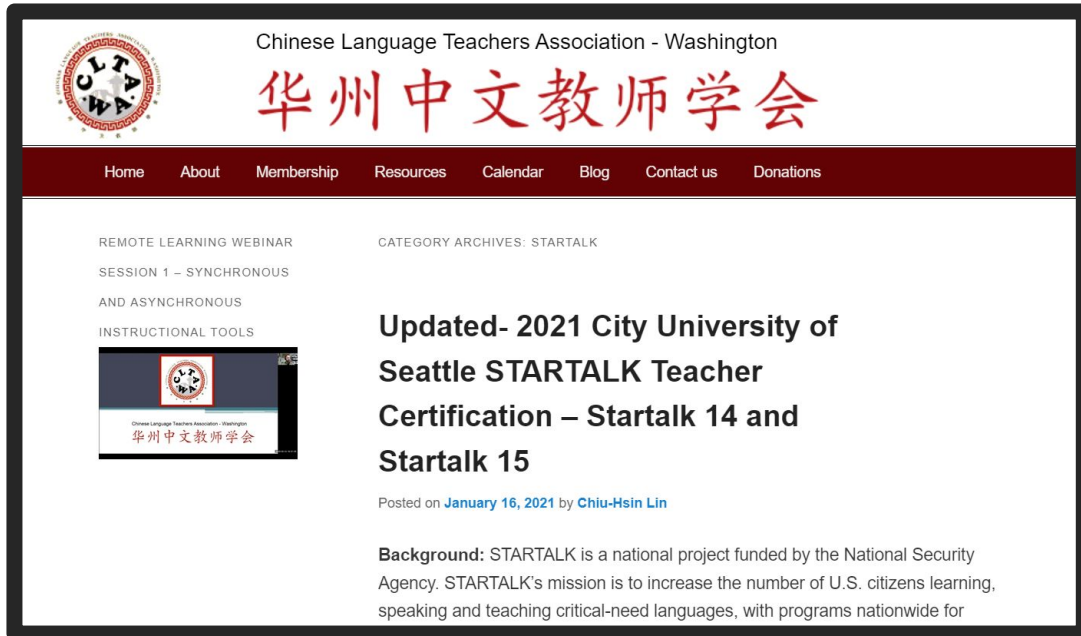 Chinese Language Teachers Association - Washington
华州中文教师学会
CLTA
WA
Home About Membership Resources Calendar Blog Contact us Donations
REMOTE LEARNING WEBINAR
SESSION 1 – SYNCHRONOUS
AND ASYNCHRONOUS
INSTRUCTIONAL TOOLS
Chinese Language Teachers Association - Washington
华州中文教师学会
CATEGORY ARCHIVES: STARTALK
Updated- 2021 City University of
Seattle STARTALK Teacher
Certification – Startalk 14 and
Startalk 15
Posted on January 16, 2021 by Chiu-Hsin Lin
Background: STARTALK is a national project funded by the National Security
Agency. STARTALK’s mission is to increase the number of U.S. citizens learning,
speaking and teaching critical-need languages, with programs nationwide for